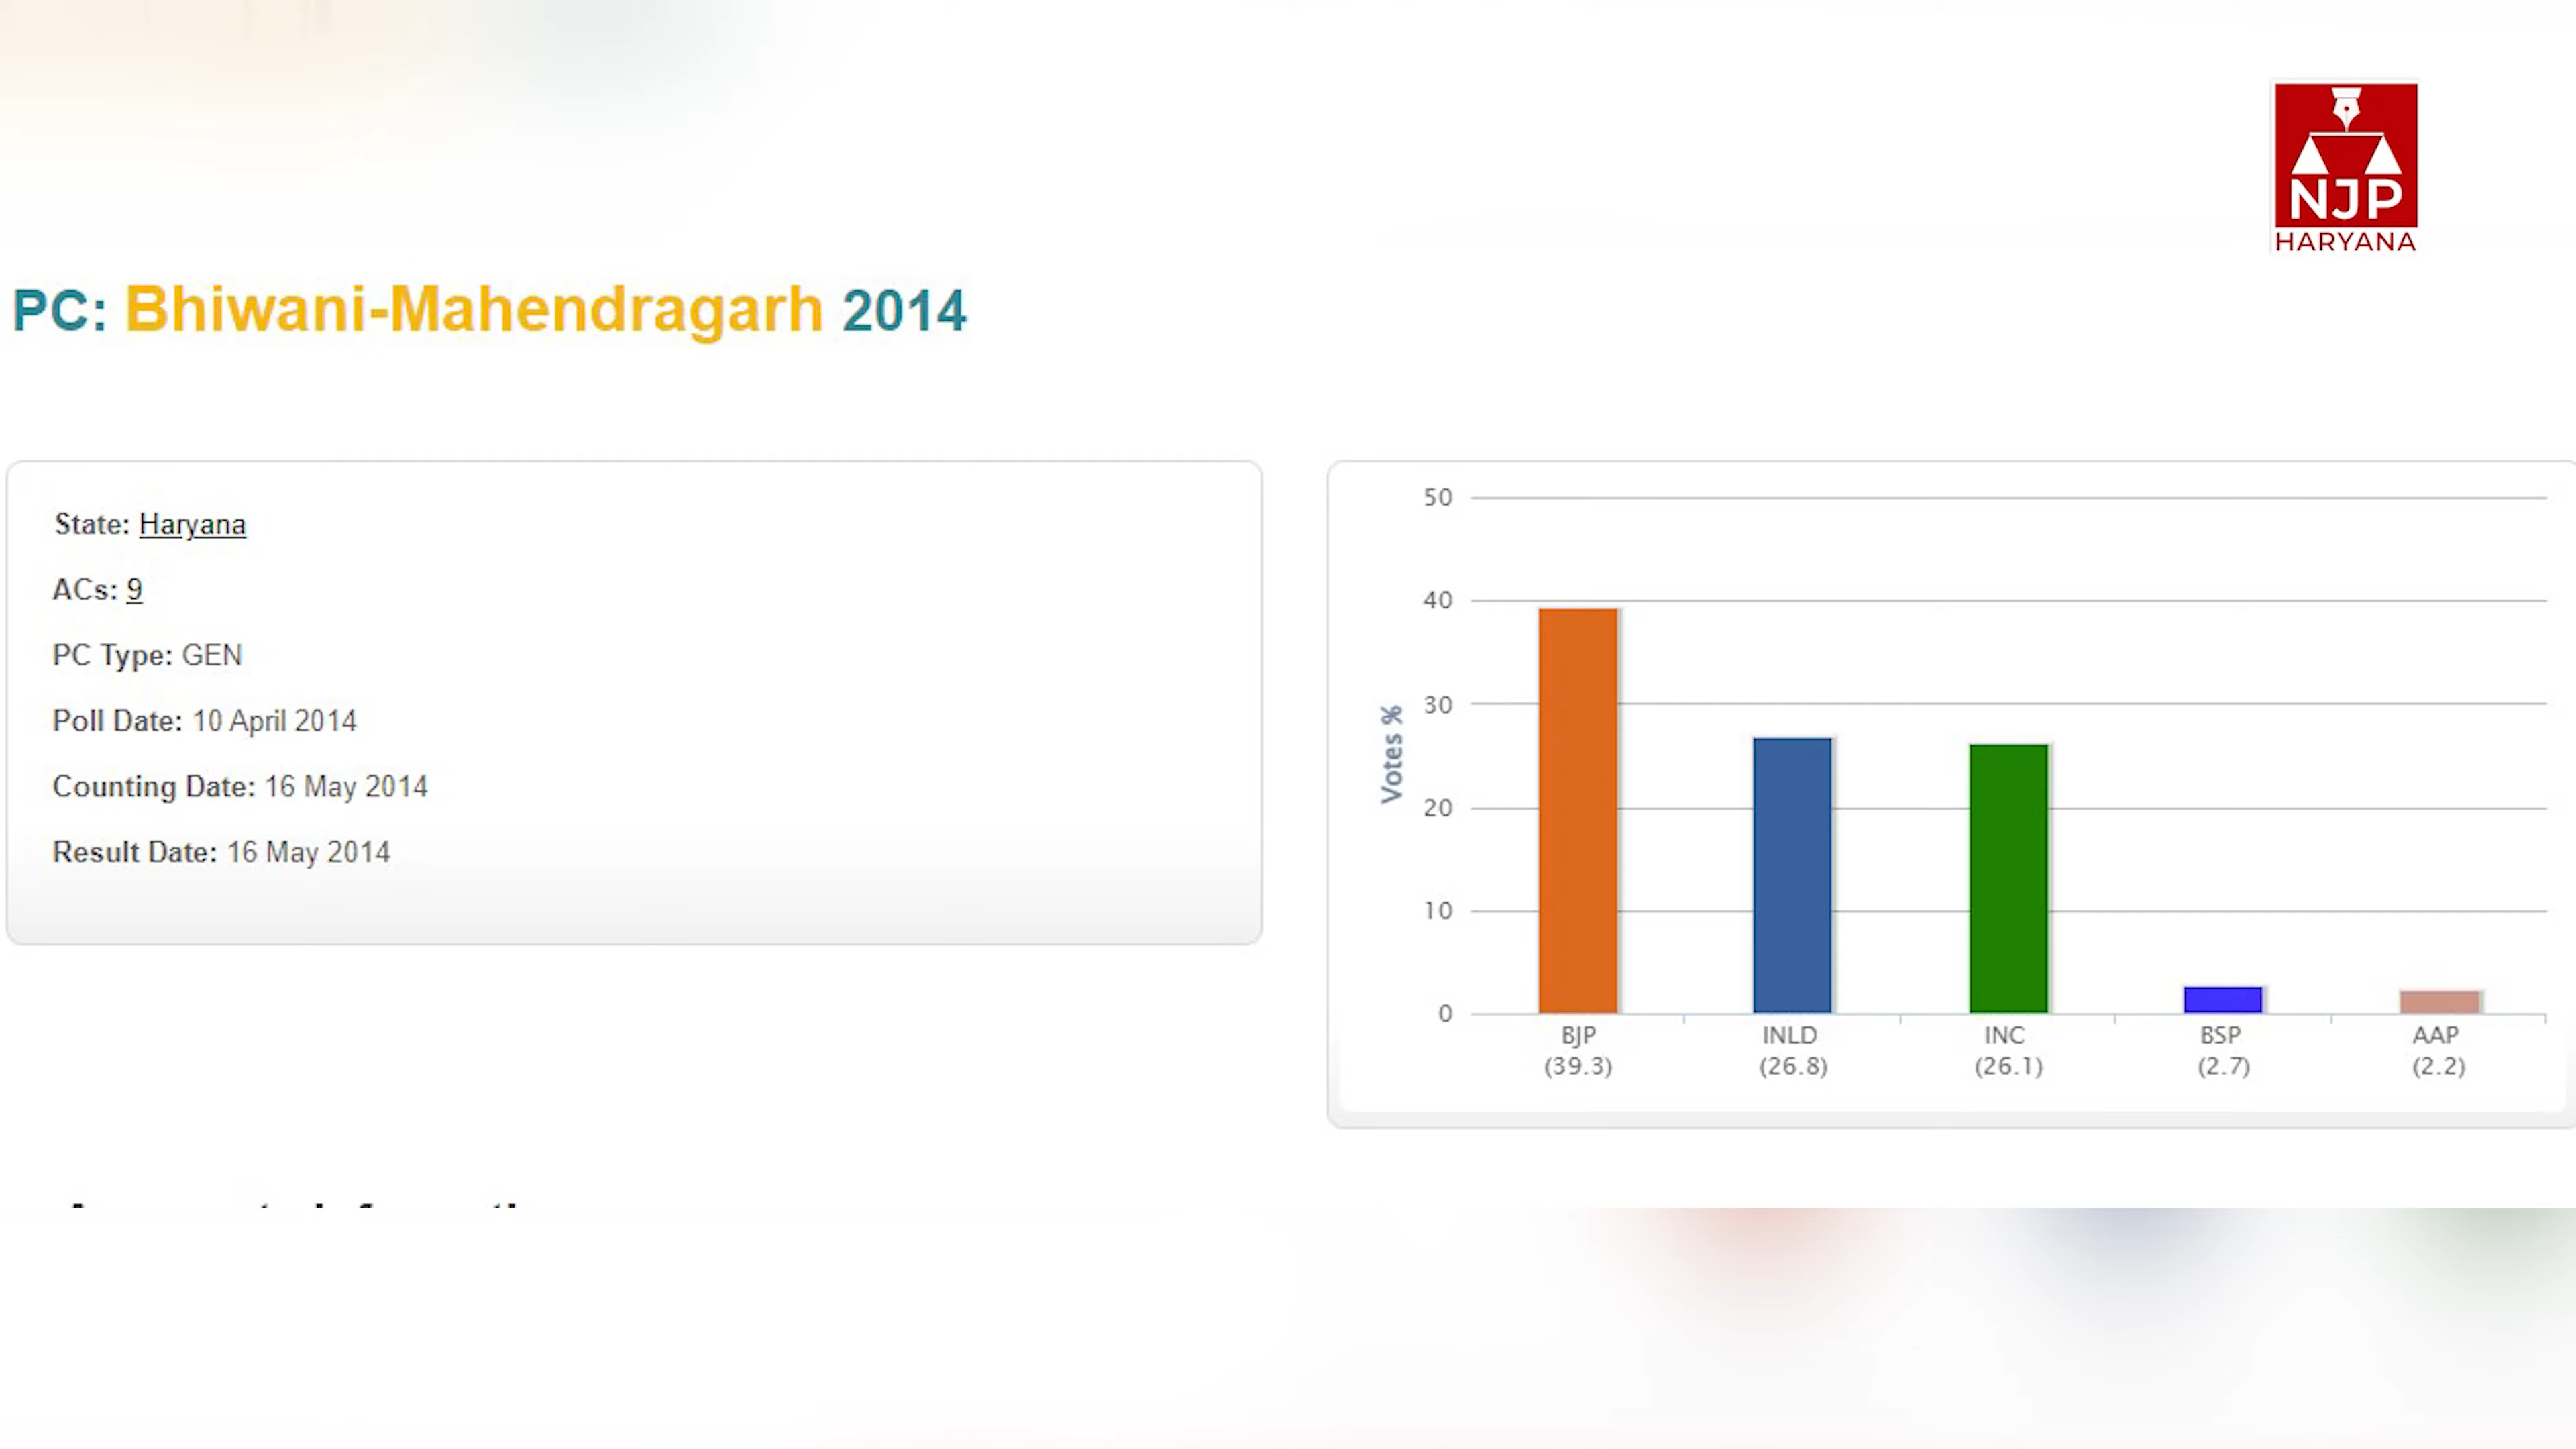 NJP
HARYANA
PC: Bhiwani-Mahendragarh 2014
State: Haryana
ACs: 9
PC Type: GEN
Poll Date: 10 April 2014
Counting Date: 16 May 2014
Result Date: 16 May 2014
50
40
30
20
10
0
Votes %
BJP INLD INC BSP AAP
(39.3) (26.8) (26.1) (2.7) (2.2)